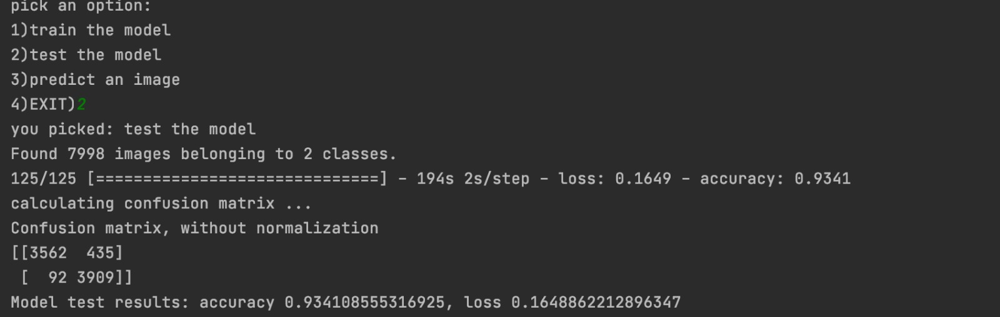 pick an option:
1)train the model
2)test the model
3)predict an image
4)EXIT)2
you picked: test the model
Found 7998 images belonging to 2 classes.
125/125 [==============================] - 194s 2s/step - loss: 0.1649 - accuracy: 0.9341
calculating confusion matrix ...
Confusion matrix, without normalization
[[3562  435]
 [  92 3909]]
Model test results: accuracy 0.934108555316925, loss 0.1648862212896347